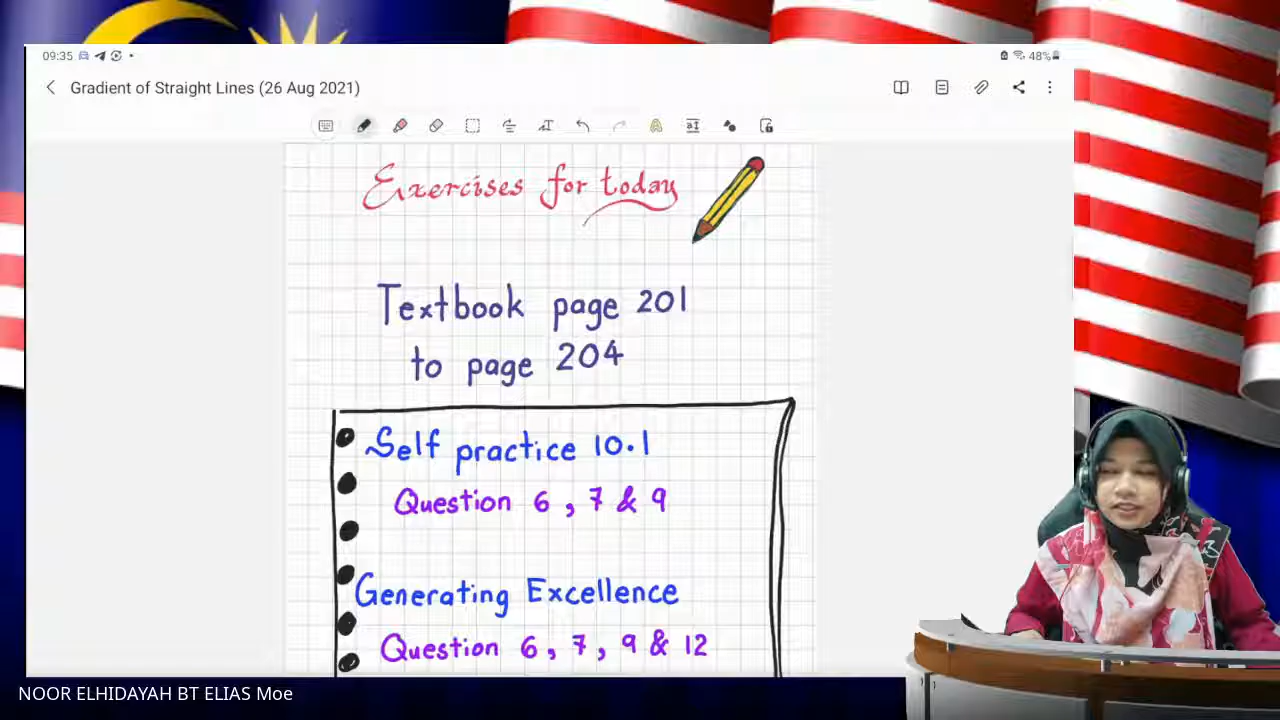 09:35
48%
Gradient of Straight Lines (26 Aug 2021)
Exercises for today
Textbook page 201
to page 204
Self practice 10.1
Question 6, 7 & 9
Generating Excellence
Question 6, 7, 9 & 12
NOOR ELHIDAYAH BT ELIAS Moe